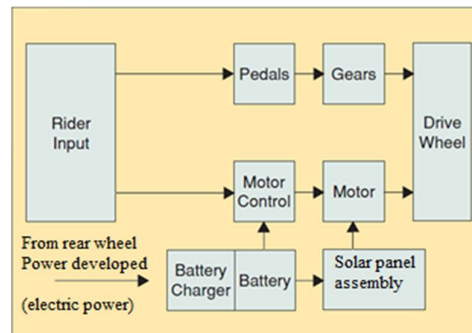 Pedals
Gears
Rider
Input
Drive
Wheel
Motor
Control
Motor
From rear wheel
Power developed
(electric power)
Battery
Charger
Battery
Solar panel
assembly